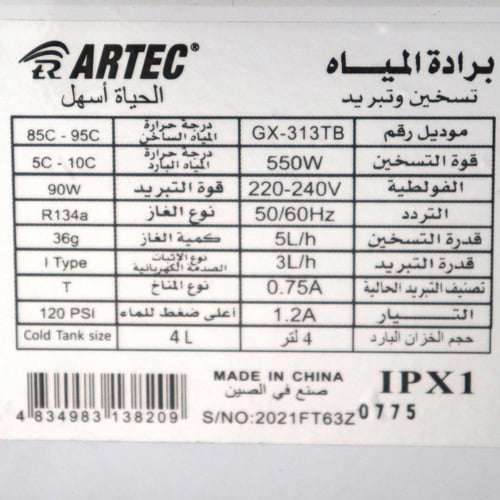 ARTEC® برادة المياه
الحياة أسهل تسخين وتبريد
موديل رقم GX-313TB درجة حرارة المياه الساخن 85C - 95C
قوة التسخين 550W درجة حرارة المياه البارد 5C - 10C
الفولطية 220-240V قوة التبريد 90W
التردد 50/60Hz نوع الغاز R134a
قدرة التسخين 5L/h كمية الغاز 36g
قدرة التبريد 3L/h نوع الإثبات الصدمة الكهربائية I Type
تصنيف التبريد الحالية 0.75A نوع المناخ T
التيار 1.2A أعلى ضغط للماء 120 PSI
حجم الخزان البارد 4 لتر 4 L Cold Tank size
MADE IN CHINA IPX1
صنع في الصين
4 834983 138209 S/NO:2021FT63Z0775